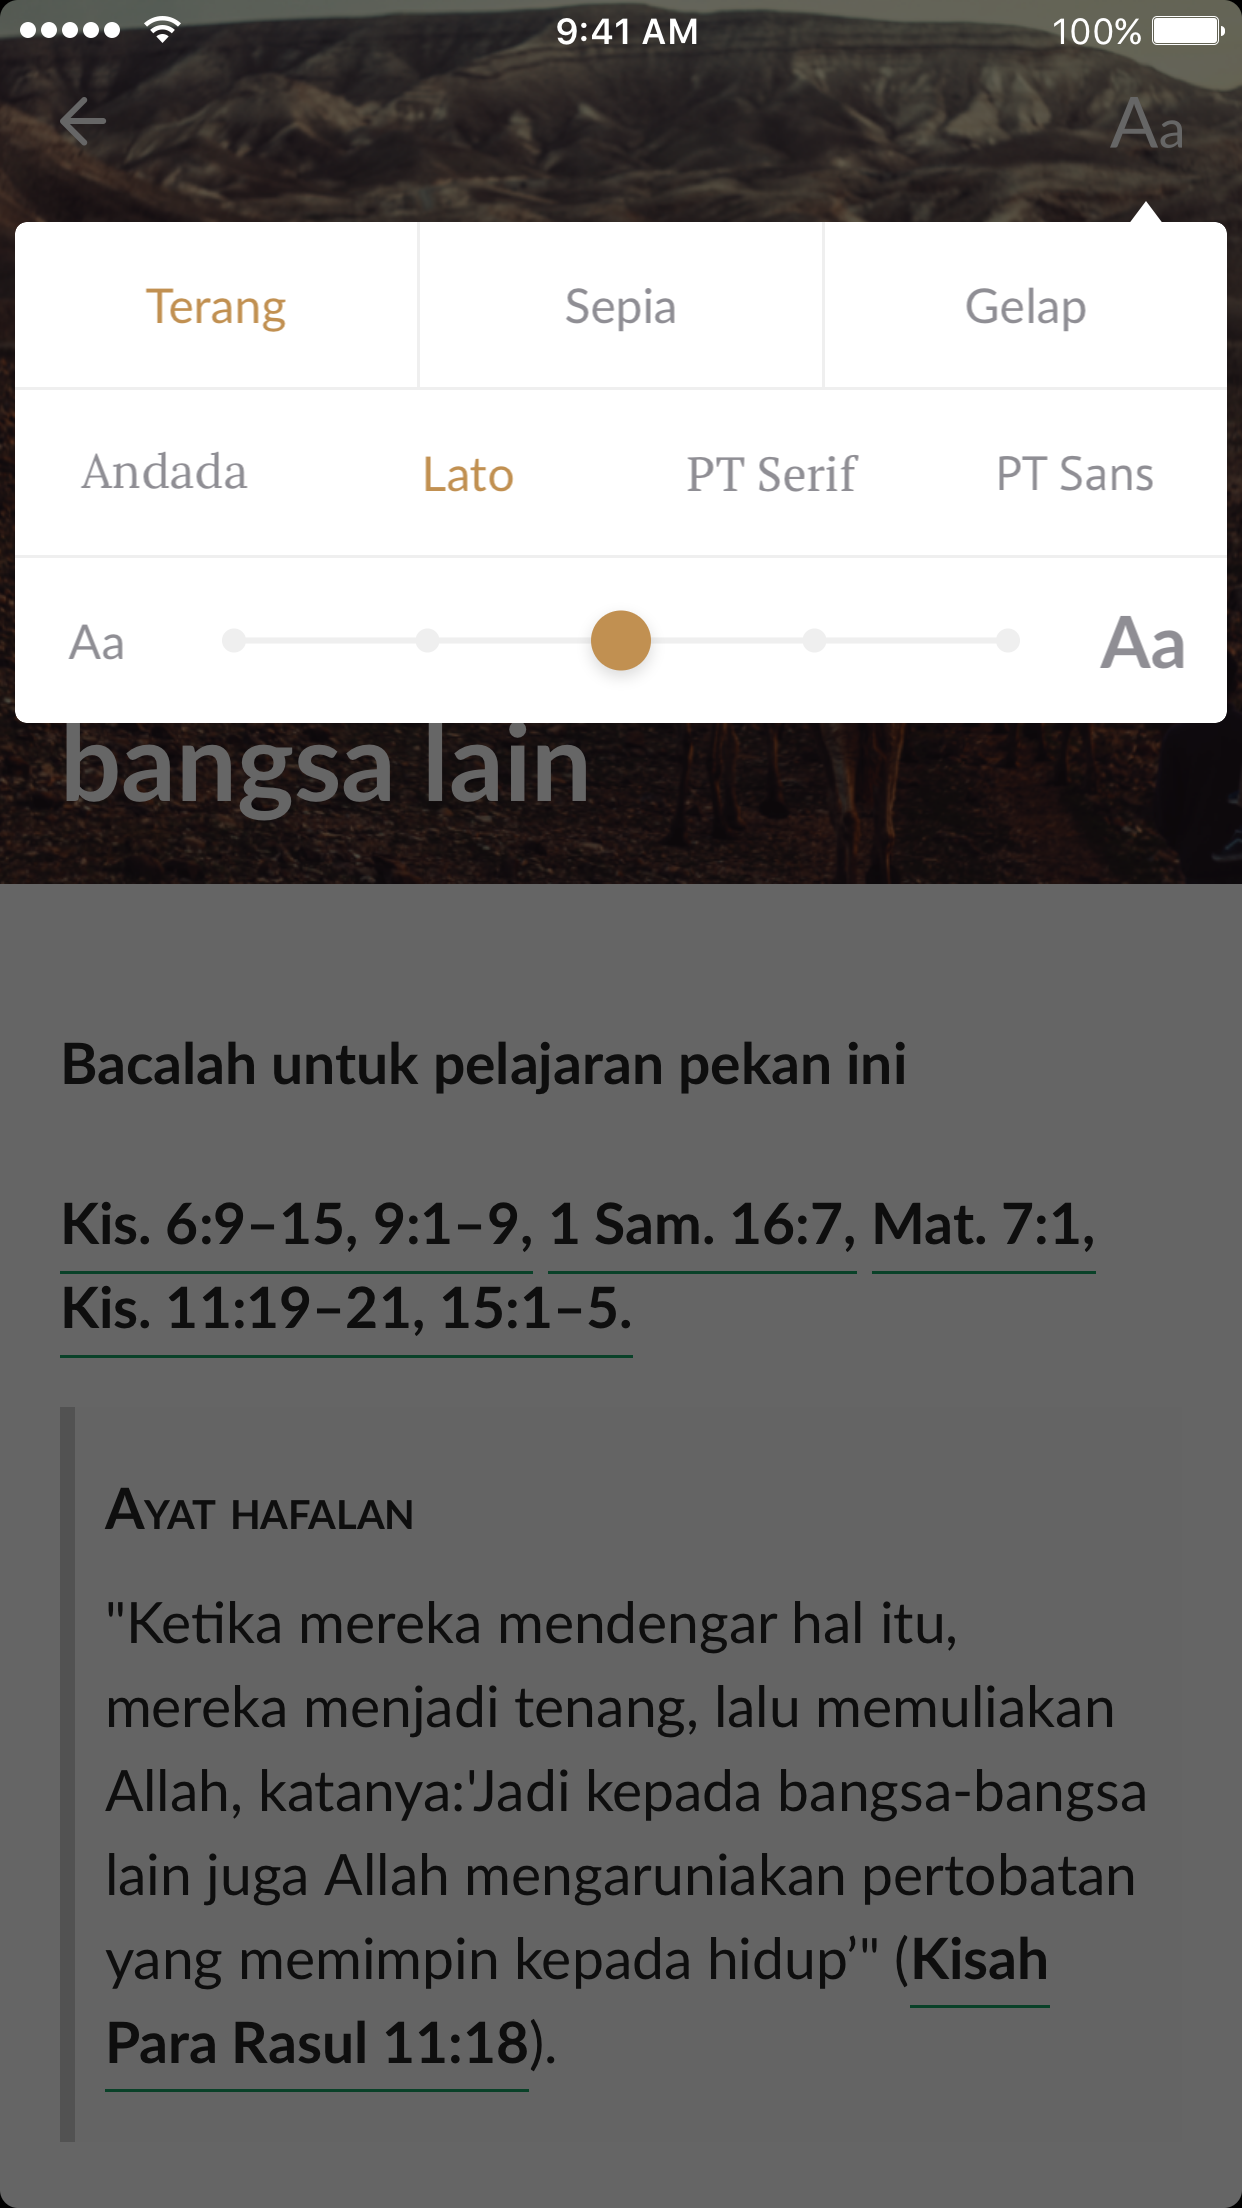 9:41 AM 100%
Aa
Terang Sepia Gelap
Andada Lato PT Serif PT Sans
Aa Aa
bangsa lain
Bacalah untuk pelajaran pekan ini
Kis. 6:9–15, 9:1–9, 1 Sam. 16:7, Mat. 7:1,
Kis. 11:19–21, 15:1–5.
Ayat hafalan
"Ketika mereka mendengar hal itu,
mereka menjadi tenang, lalu memuliakan
Allah, katanya:'Jadi kepada bangsa-bangsa
lain juga Allah mengaruniakan pertobatan
yang memimpin kepada hidup’" (Kisah
Para Rasul 11:18).